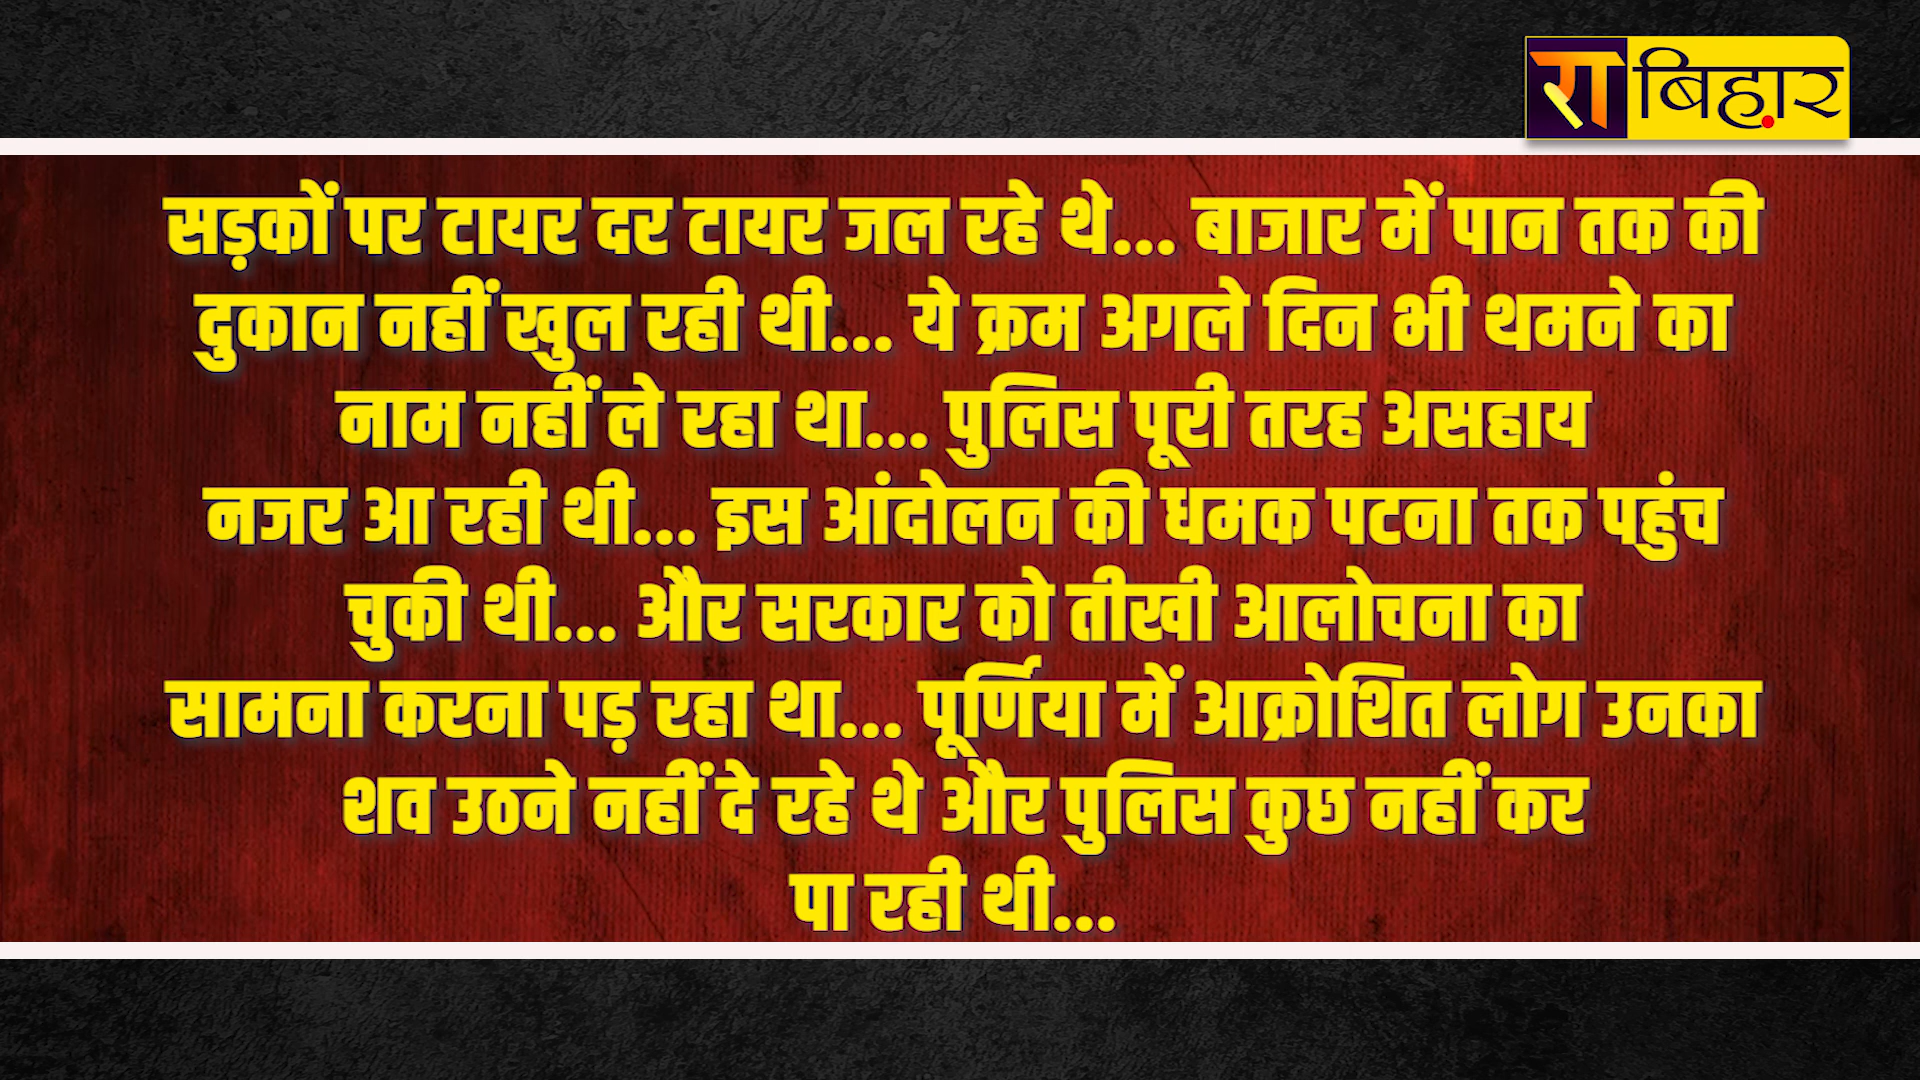 रा बिहार
सड़कों पर टायर दर टायर जल रहे थे... बाजार में पान तक की
दुकान नहीं खुल रही थी... ये क्रम अगले दिन भी थमने का
नाम नहीं ले रहा था... पुलिस पूरी तरह असहाय
नजर आ रही थी... इस आंदोलन की धमक पटना तक पहुंच
चुकी थी... और सरकार को तीखी आलोचना का
सामना करना पड़ रहा था... पूर्णिया में आक्रोशित लोग उनका
शव उठने नहीं दे रहे थे और पुलिस कुछ नहीं कर
पा रही थी...